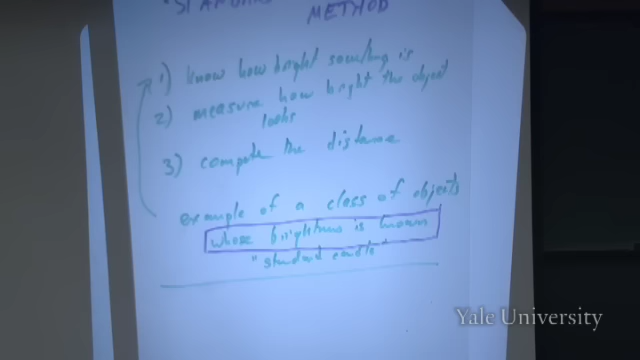 "STANDARD
METHOD
1) know how bright something is
2) measure how bright the object
looks
3) compute the distance
example of a class of objects
whose brightness is known
"standard candle"
Yale University